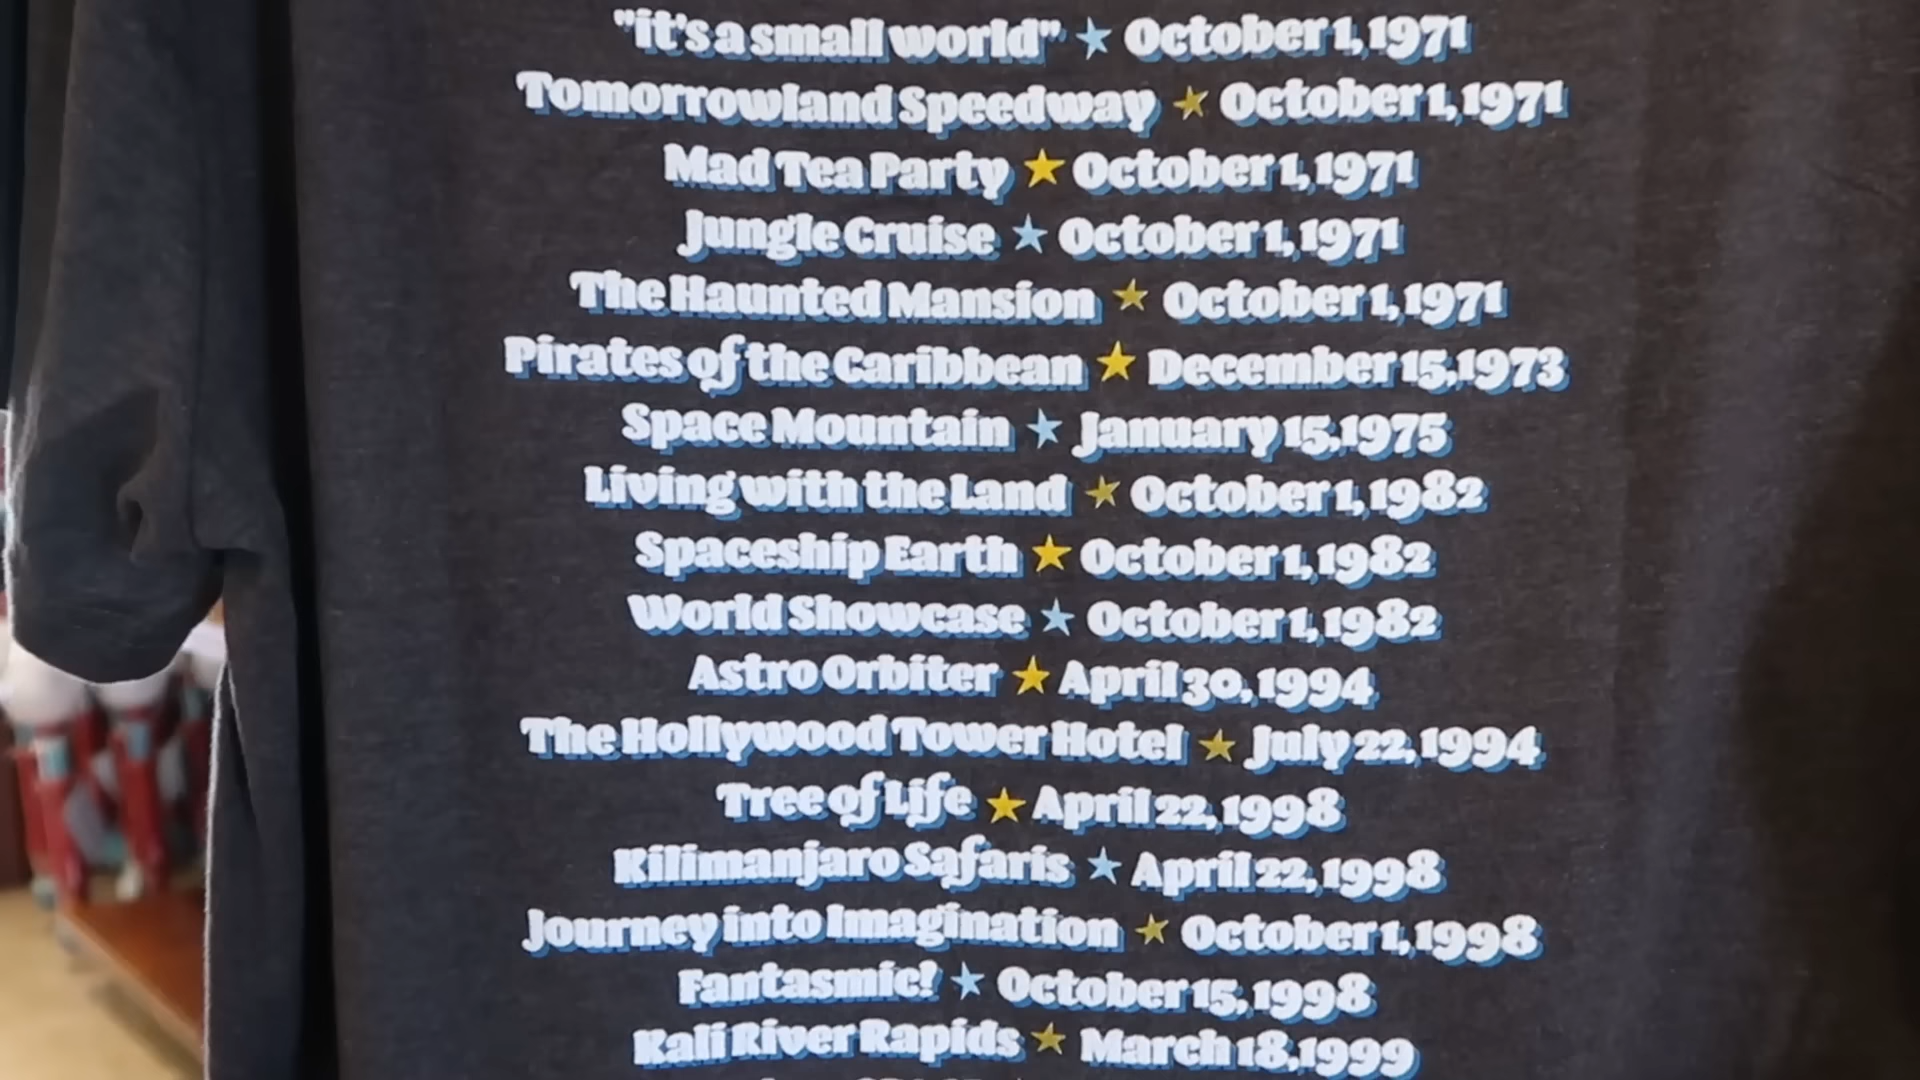 "it's a small world" ★ October 1, 1971
Tomorrowland Speedway ★ October 1, 1971
Mad Tea Party ★ October 1, 1971
Jungle Cruise ★ October 1, 1971
The Haunted Mansion ★ October 1, 1971
Pirates of the Caribbean ★ December 15, 1973
Space Mountain ★ January 15, 1975
Living with the Land ★ October 1, 1982
Spaceship Earth ★ October 1, 1982
World Showcase ★ October 1, 1982
Astro Orbiter ★ April 30, 1994
The Hollywood Tower Hotel ★ July 22, 1994
Tree of Life ★ April 22, 1998
Kilimanjaro Safaris ★ April 22, 1998
Journey into Imagination ★ October 1, 1998
Fantasmic! ★ October 15, 1998
Kali River Rapids ★ March 18, 1999